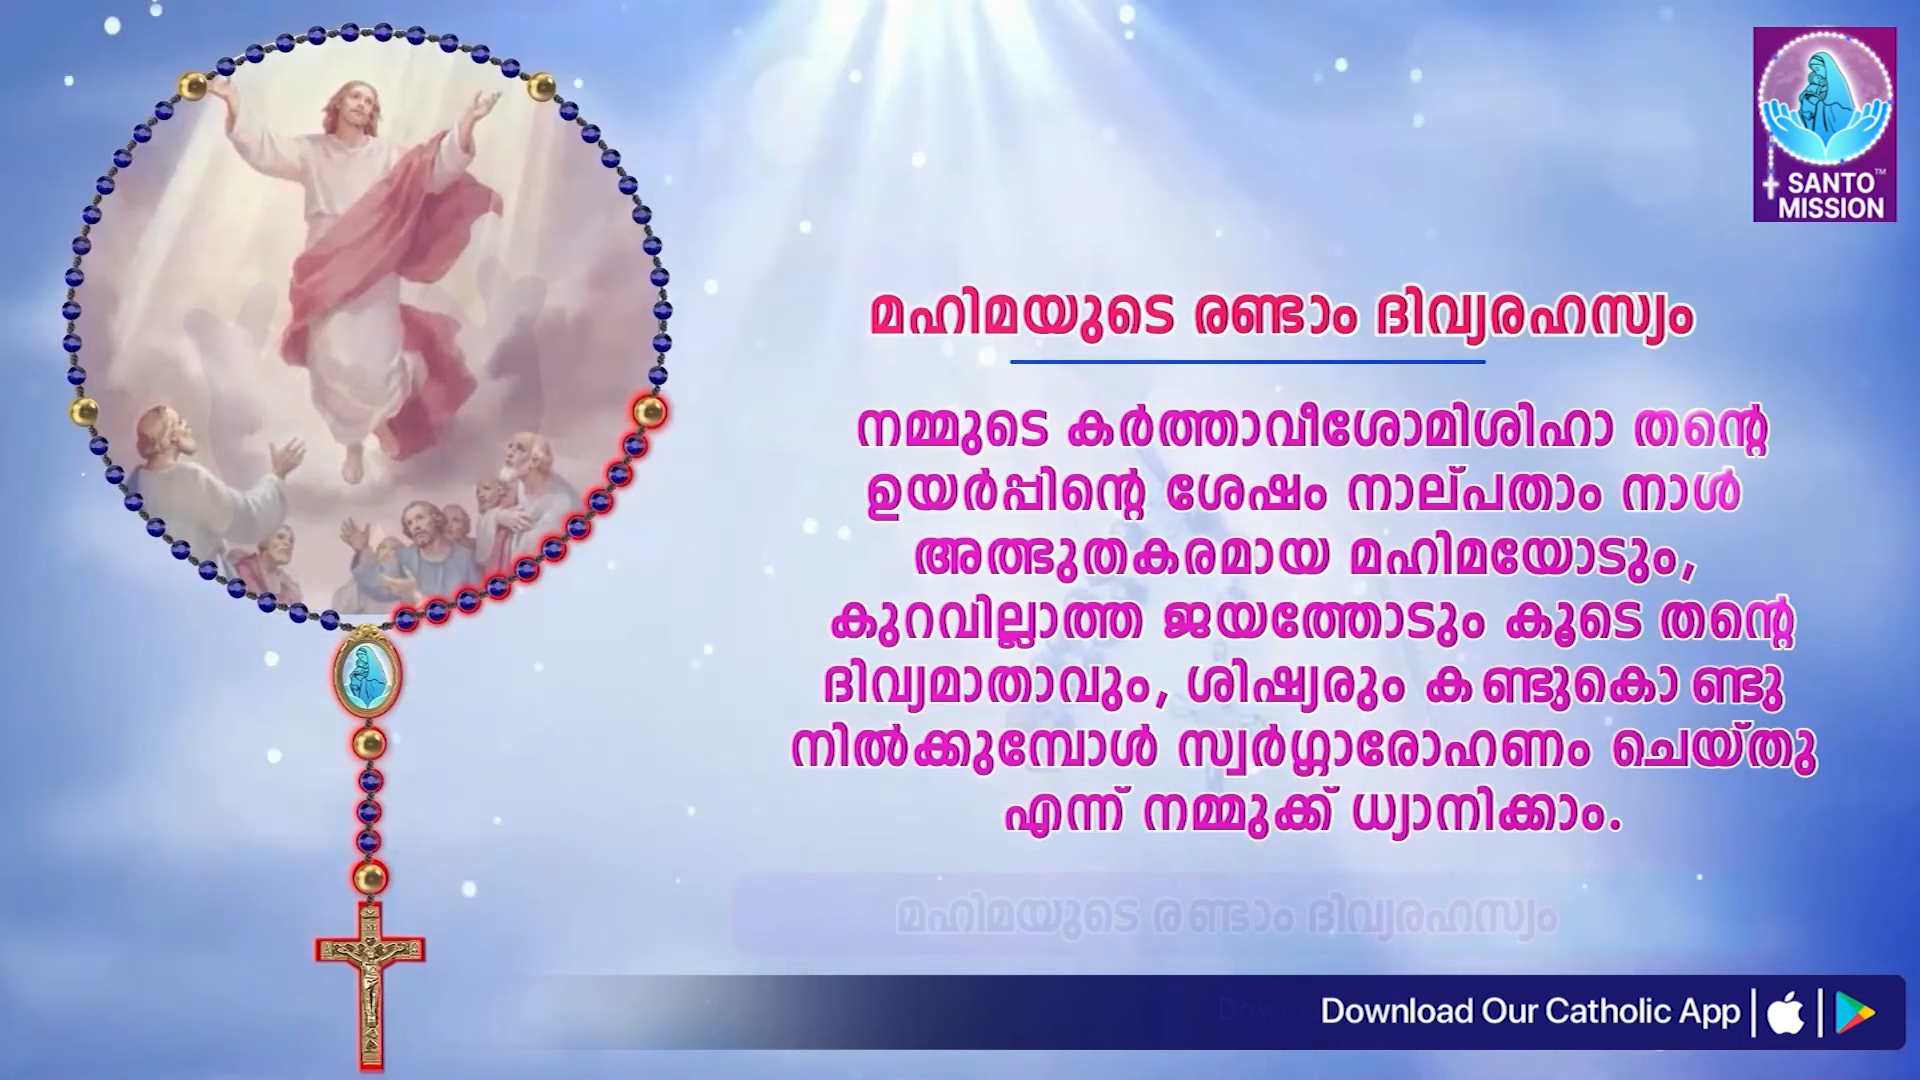 SANTO™
MISSION
മഹിമയുടെ രണ്ടാം ദിവ്യരഹസ്യം
നമ്മുടെ കർത്താവീശോമിശിഹാ തന്റെ
ഉയർപ്പിന്റെ ശേഷം നാല്പതാം നാൾ
അത്ഭുതകരമായ മഹിമയോടും,
കുറവില്ലാത്ത ജയത്തോടും കൂടെ തന്റെ
ദിവ്യമാതാവും, ശിഷ്യരും കണ്ടുകൊണ്ടു
നിൽക്കുമ്പോൾ സ്വർഗ്ഗാരോഹണം ചെയ്തു
എന്ന് നമ്മുക്ക് ധ്യാനിക്കാം.
മഹിമയുടെ രണ്ടാം ദിവ്യരഹസ്യം
Download Our Catholic App